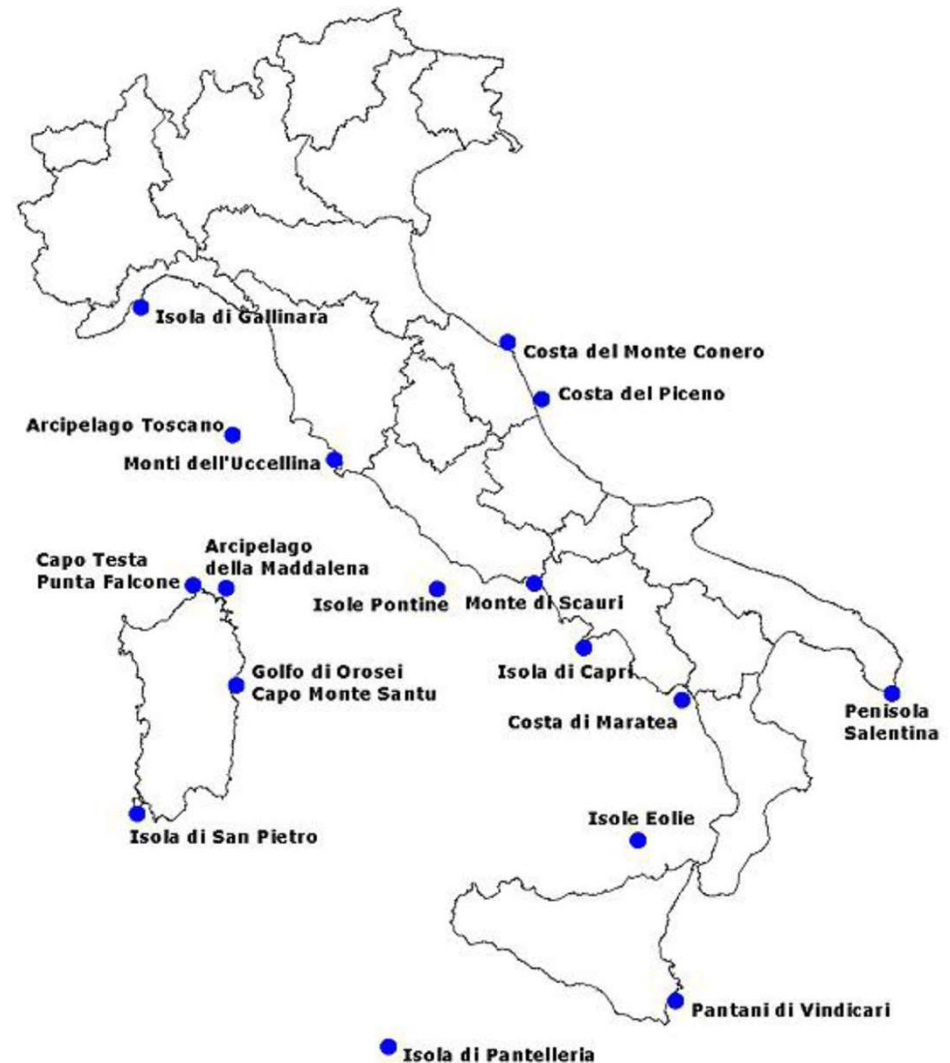 Isola di Gallinara
Costa del Monte Conero
Costa del Piceno
Arcipelago Toscano
Monti dell'Uccellina
Capo Testa
Punta Falcone
Arcipelago
della Maddalena
Isole Pontine
Monte di Scauri
Golfo di Orosei
Capo Monte Santu
Isola di Capri
Costa di Maratea
Penisola
Salentina
Isola di San Pietro
Isole Eolie
Pantani di Vindicari
Isola di Pantelleria